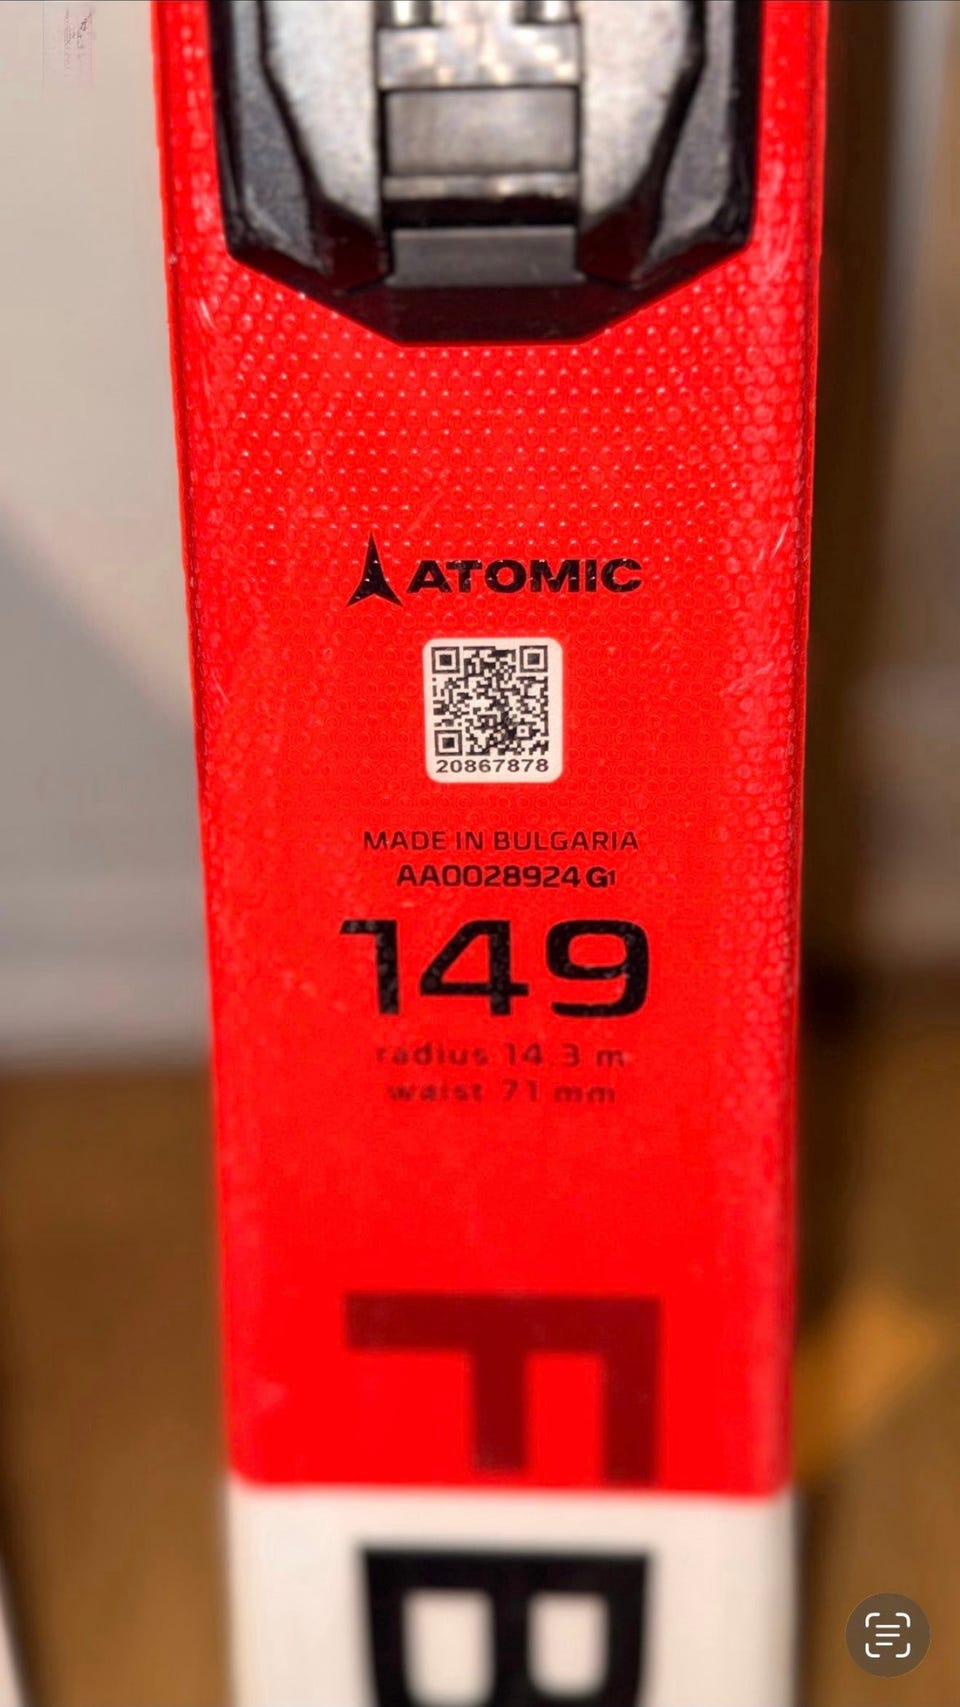 ATOMIC
20867878
MADE IN BULGARIA
AA0028924 G1
149
radius 14.3 m
waist 71 mm
F
B